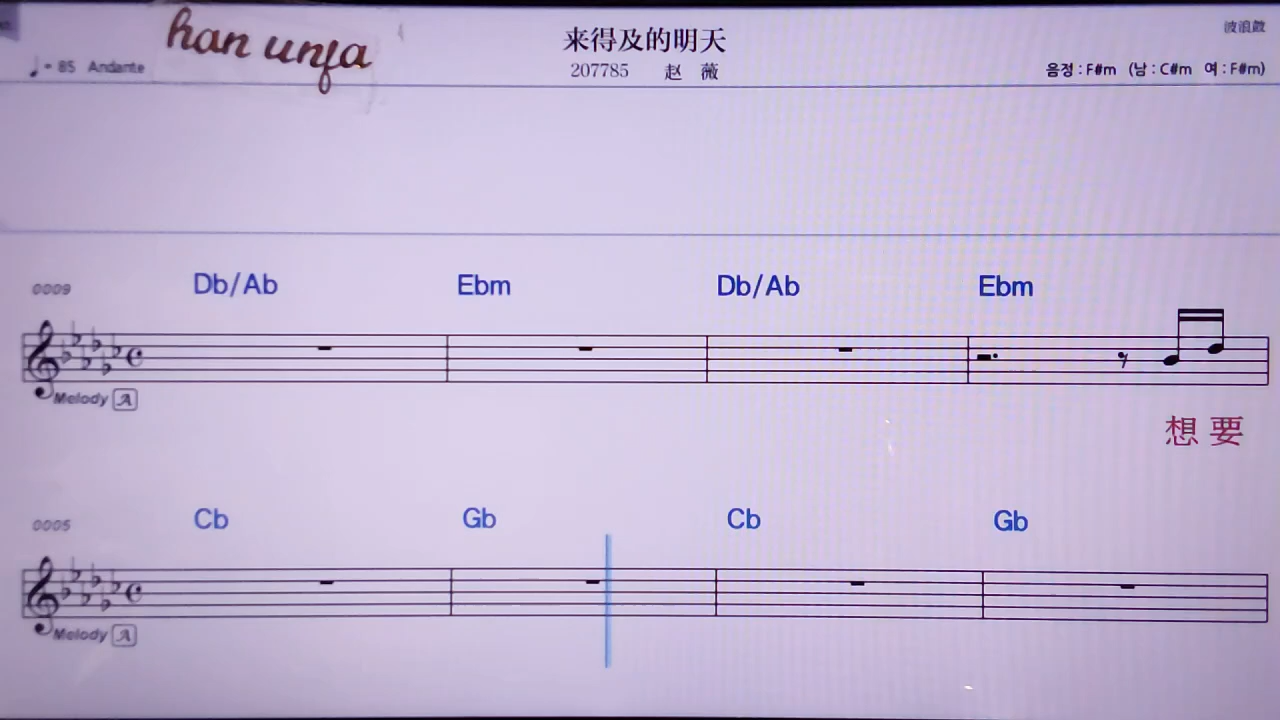 han unfa
来得及的明天
♩= 85 Andante
207785 赵 薇
음정 : F#m (남 : C#m 여 : F#m)
0009
Db/Ab Ebm Db/Ab Ebm
Melody A
想 要
0005
Cb Gb Cb Gb
Melody A